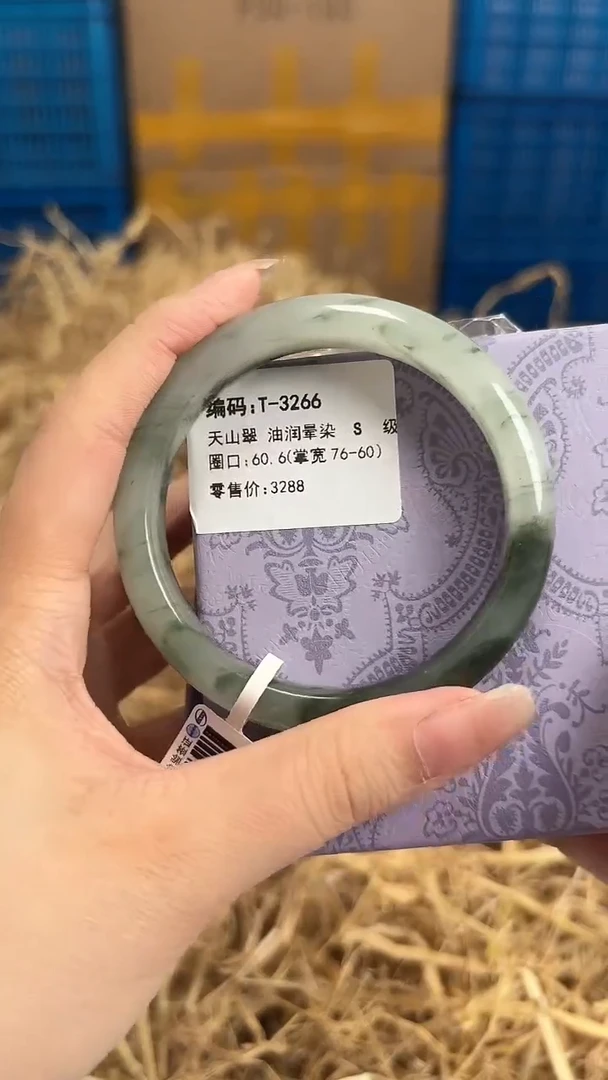 编码:T-3266
天山翠 油润晕染 S 级
圈口:60.6(掌宽76-60)
零售价:3288